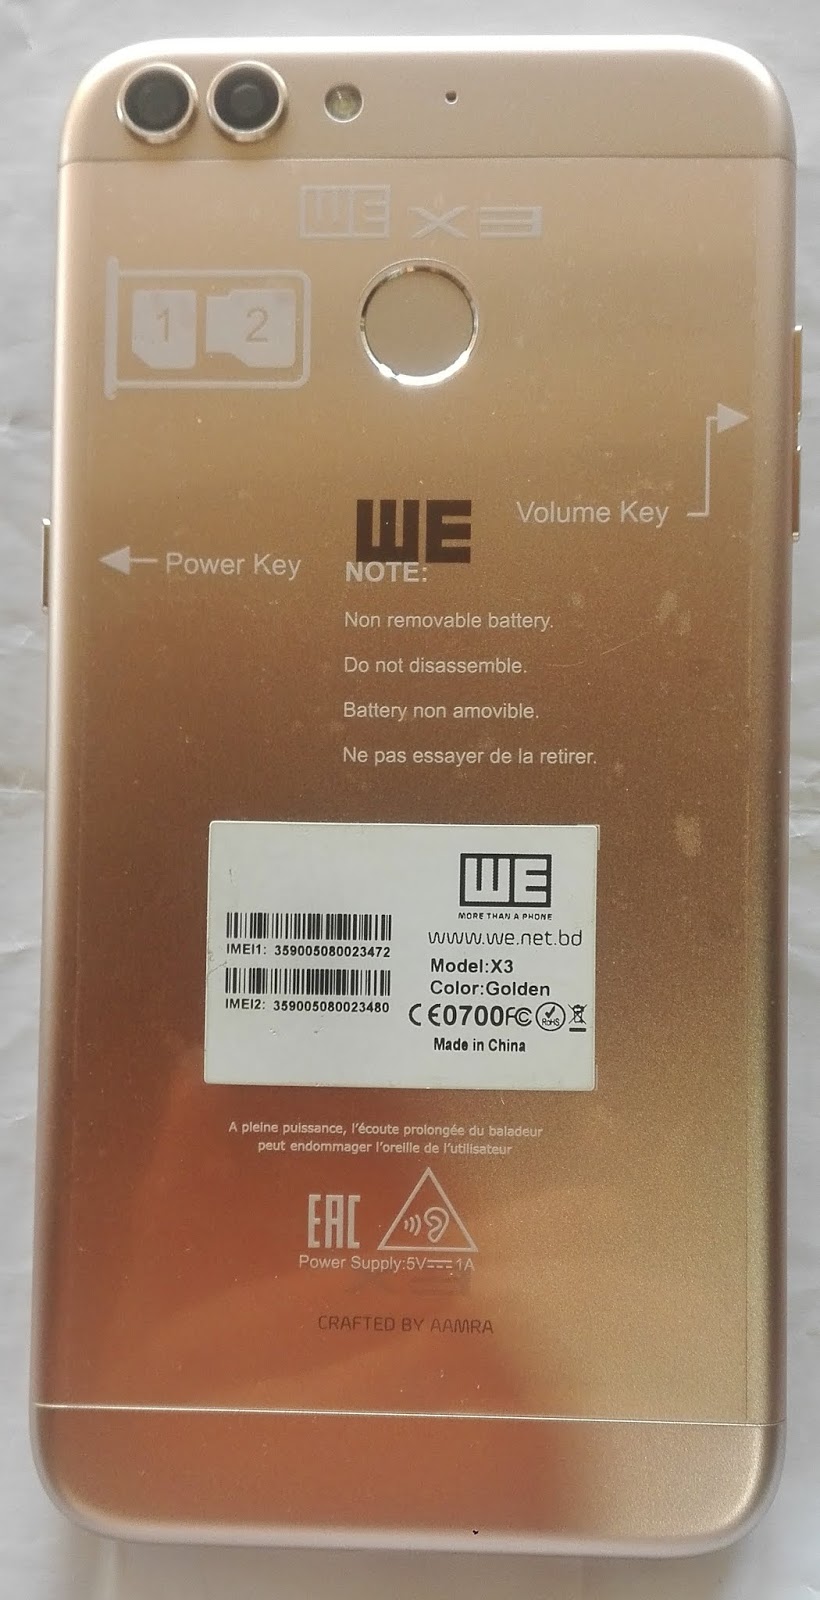 WE X3
1 2
Volume Key
WE
Power Key
NOTE:
Non removable battery.
Do not disassemble.
Battery non amovible.
Ne pas essayer de la retirer.
WE
MORE THAN A PHONE
www.we.net.bd
IMEI1: 359005080023472
Model:X3
Color:Golden
IMEI2: 359005080023480
CE0700FC RoHS
Made in China
A pleine puissance, l'écoute prolongée du baladeur
peut endommager l'oreille de l'utilisateur
EAC
Power Supply:5V⎓1A
X3
CRAFTED BY AAMRA